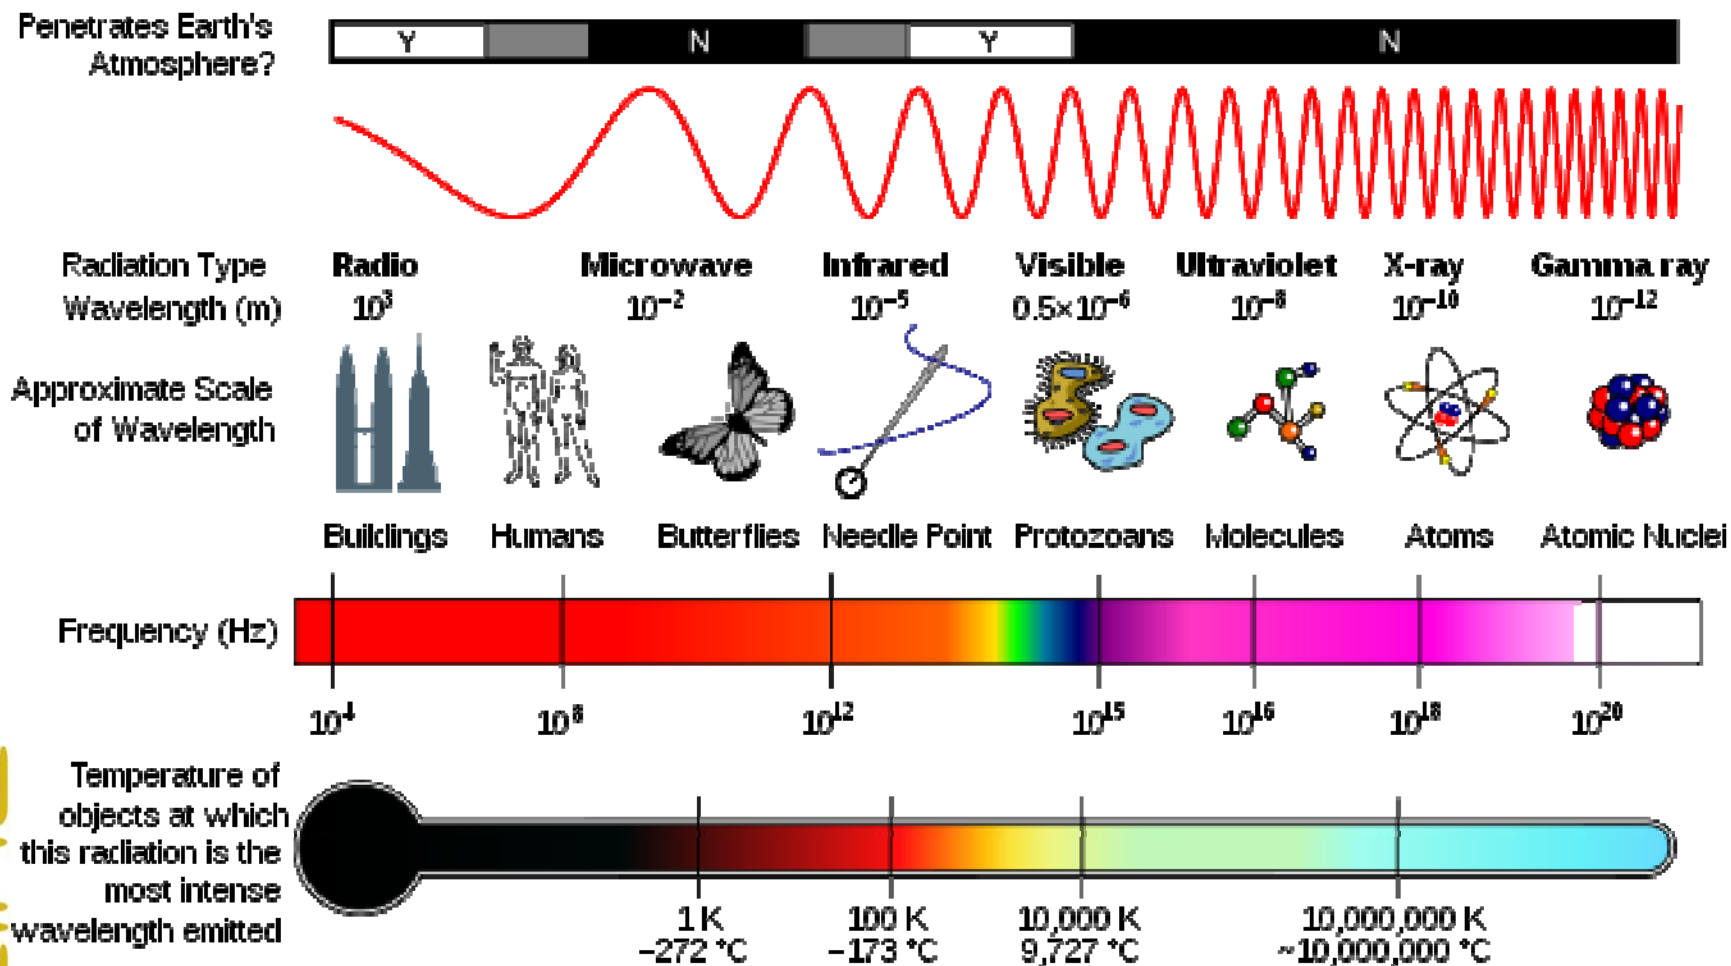 Penetrates Earth's
Atmosphere?
Y N Y N
Radiation Type Radio Microwave Infrared Visible Ultraviolet X-ray Gamma ray
Wavelength (m) 10³ 10⁻² 10⁻⁵ 0.5×10⁻⁶ 10⁻⁸ 10⁻¹⁰ 10⁻¹²
Approximate Scale
of Wavelength
Buildings Humans Butterflies Needle Point Protozoans Molecules Atoms Atomic Nuclei
Frequency (Hz)
10⁴ 10⁸ 10¹² 10¹⁵ 10¹⁶ 10¹⁸ 10²⁰
Temperature of
objects at which
this radiation is the
most intense
wavelength emitted
1 K 100 K 10,000 K 10,000,000 K
−272 °C −173 °C 9,727 °C ~10,000,000 °C